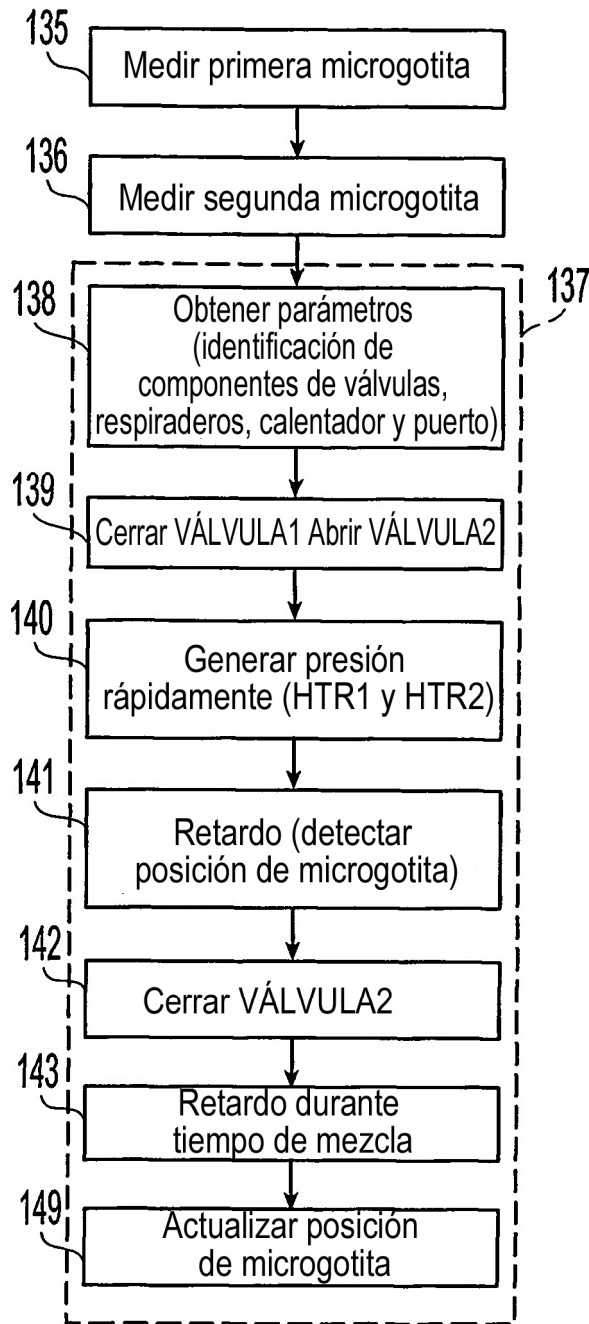 135
Medir primera microgotita
136
Medir segunda microgotita
137
138
Obtener parámetros
(identificación de
componentes de válvulas,
respiraderos, calentador y puerto)
139
Cerrar VÁLVULA1 Abrir VÁLVULA2
140
Generar presión
rápidamente (HTR1 y HTR2)
141
Retardo (detectar
posición de microgotita)
142
Cerrar VÁLVULA2
143
Retardo durante
tiempo de mezcla
149
Actualizar posición
de microgotita